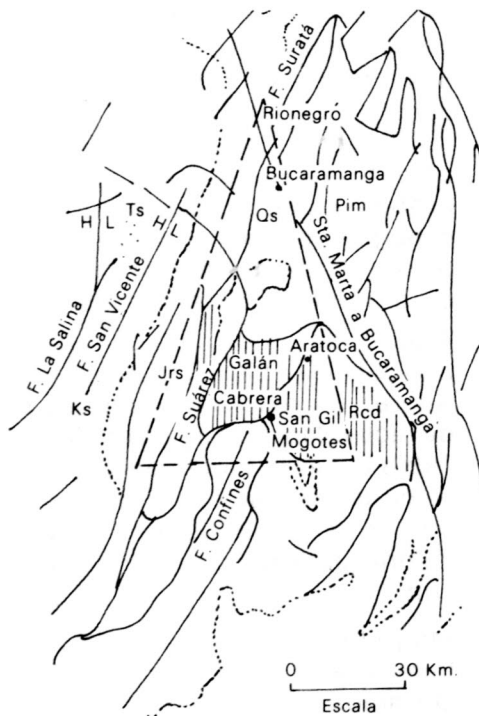 F. Suratá
Rionegro
Bucaramanga
Ts
Qs
Pim
H L
H L
Sta. Marta a Bucaramanga
F. La Salina
F. San Vicente
Galán
Aratoca
Jrs
Cabrera
Rcd
Ks
F. Suárez
San Gil
Mogotes
F. Confines
0 30 Km.
Escala